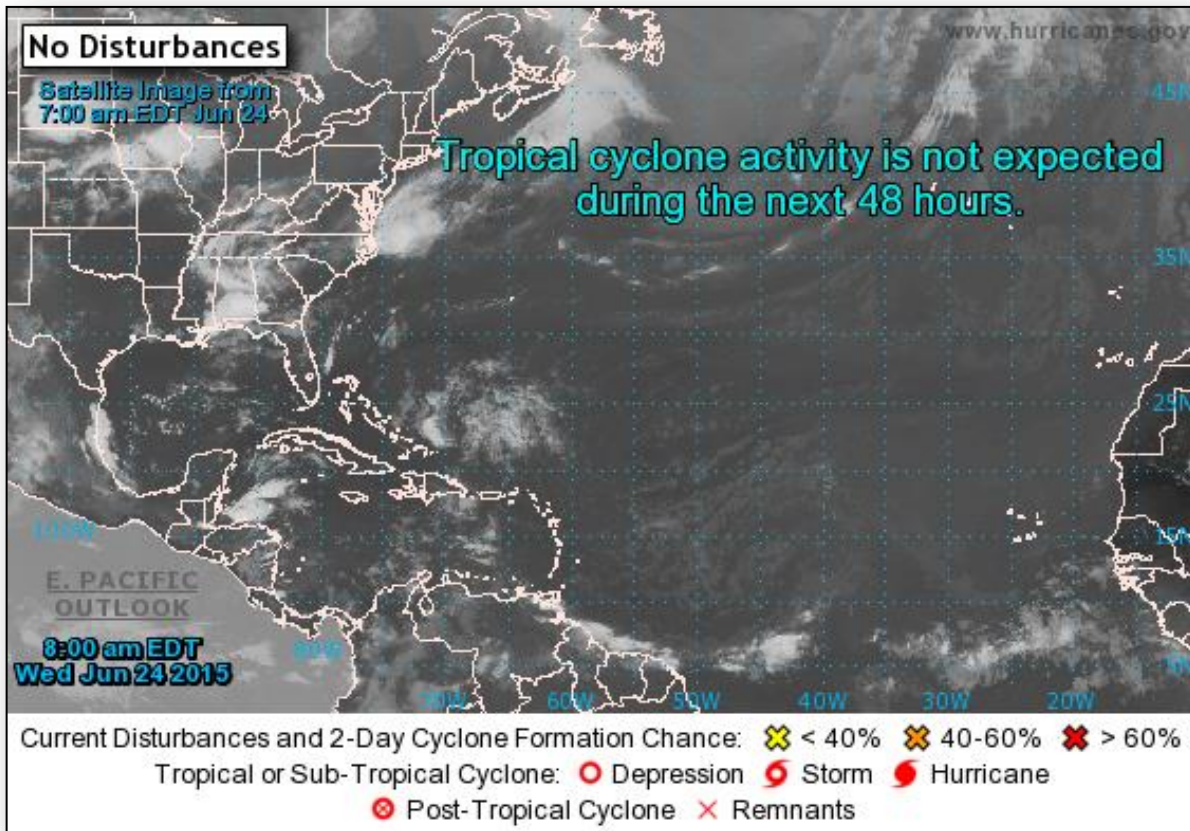 No Disturbances
www.hurricanes.gov
Satellite Image from
7:00 am EDT Jun 24
45N
Tropical cyclone activity is not expected
during the next 48 hours.
35N
25N
100W
15N
E. PACIFIC
OUTLOOK
8:00 am EDT
Wed Jun 24 2015
80W
5N
70W 60W 50W 40W 30W 20W
Current Disturbances and 2-Day Cyclone Formation Chance: < 40% 40-60% > 60%
Tropical or Sub-Tropical Cyclone: Depression Storm Hurricane
Post-Tropical Cyclone Remnants